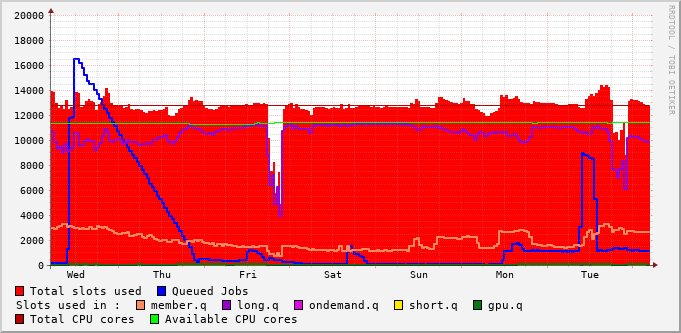 20000
18000
16000
14000
12000
10000
8000
6000
4000
2000
0
Wed Thu Fri Sat Sun Mon Tue
RRDTOOL / TOBI OETIKER
Total slots used Queued Jobs
Slots used in : member.q long.q ondemand.q short.q gpu.q
Total CPU cores Available CPU cores